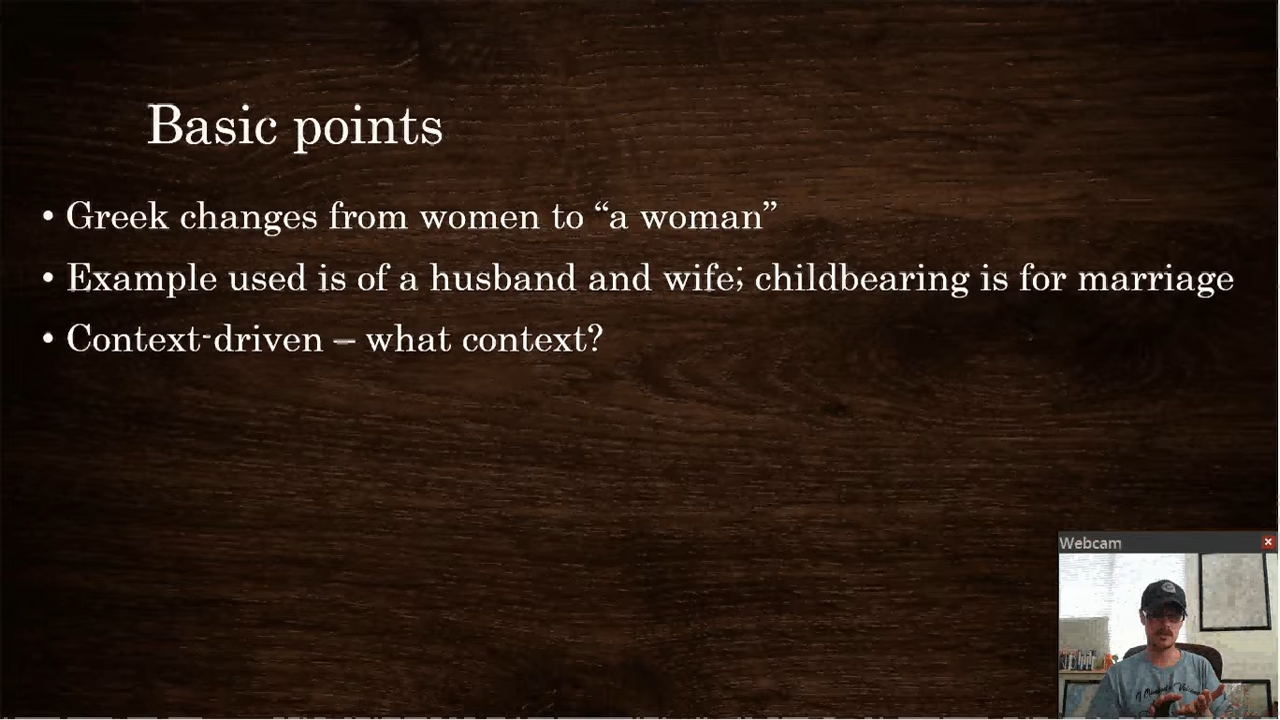 Basic points
• Greek changes from women to “a woman”
• Example used is of a husband and wife; childbearing is for marriage
• Context-driven – what context?
Webcam